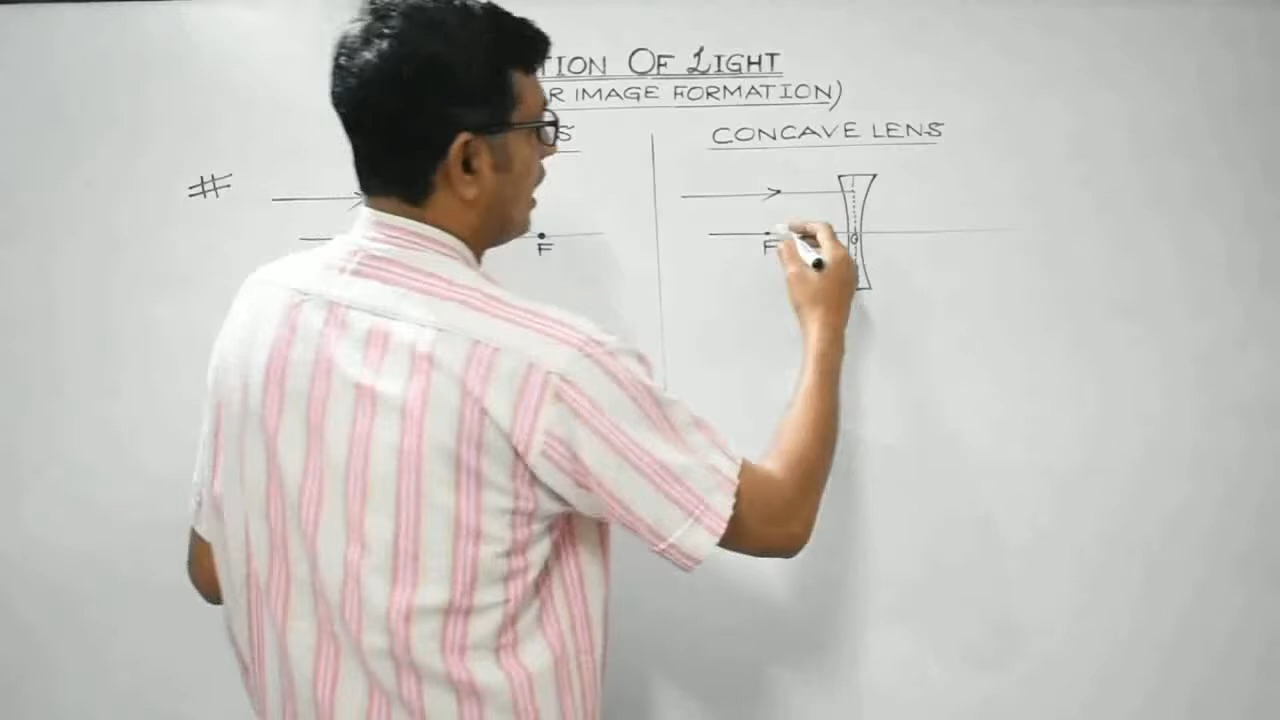 TION OF LIGHT
R IMAGE FORMATION)
S
CONCAVE LENS
#
F
F
O